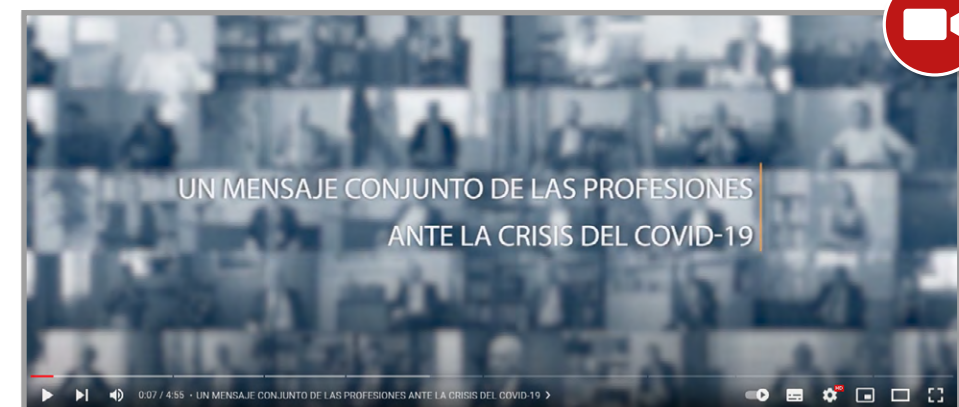 UN MENSAJE CONJUNTO DE LAS PROFESIONES
ANTE LA CRISIS DEL COVID-19
0:07 / 4:55 • UN MENSAJE CONJUNTO DE LAS PROFESIONES ANTE LA CRISIS DEL COVID-19 >
HD